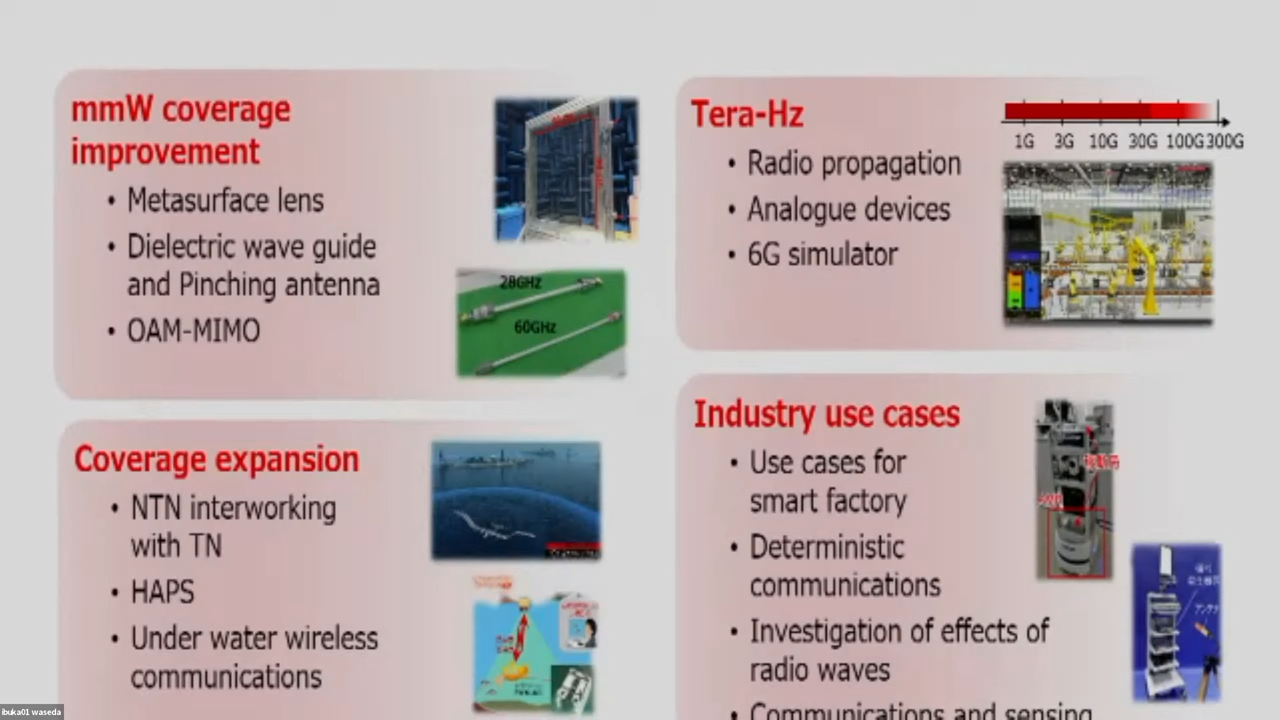 mmW coverage
improvement
• Metasurface lens
• Dielectric wave guide
and Pinching antenna
• OAM-MIMO
28GHz
60GHz
Tera-Hz
• Radio propagation
• Analogue devices
• 6G simulator
1G 3G 10G 30G 100G 300G
Coverage expansion
• NTN interworking
with TN
• HAPS
• Under water wireless
communications
Industry use cases
• Use cases for
smart factory
• Deterministic
communications
• Investigation of effects of
radio waves
• Communications and sensing
ibuka01 waseda